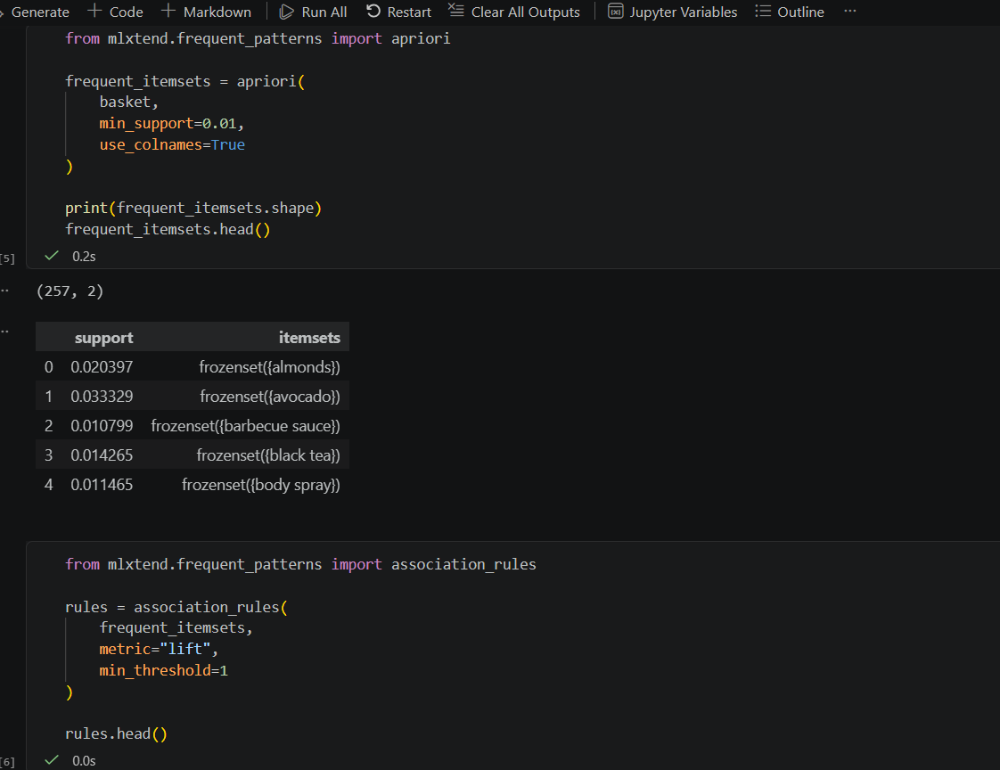 Generate + Code + Markdown Run All Restart Clear All Outputs Jupyter Variables Outline ...
from mlxtend.frequent_patterns import apriori
frequent_itemsets = apriori(
basket,
min_support=0.01,
use_colnames=True
)
print(frequent_itemsets.shape)
frequent_itemsets.head()
[5] ✓ 0.2s
(257, 2)
support itemsets
0 0.020397 frozenset({almonds})
1 0.033329 frozenset({avocado})
2 0.010799 frozenset({barbecue sauce})
3 0.014265 frozenset({black tea})
4 0.011465 frozenset({body spray})
from mlxtend.frequent_patterns import association_rules
rules = association_rules(
frequent_itemsets,
metric="lift",
min_threshold=1
)
rules.head()
[6] ✓ 0.0s